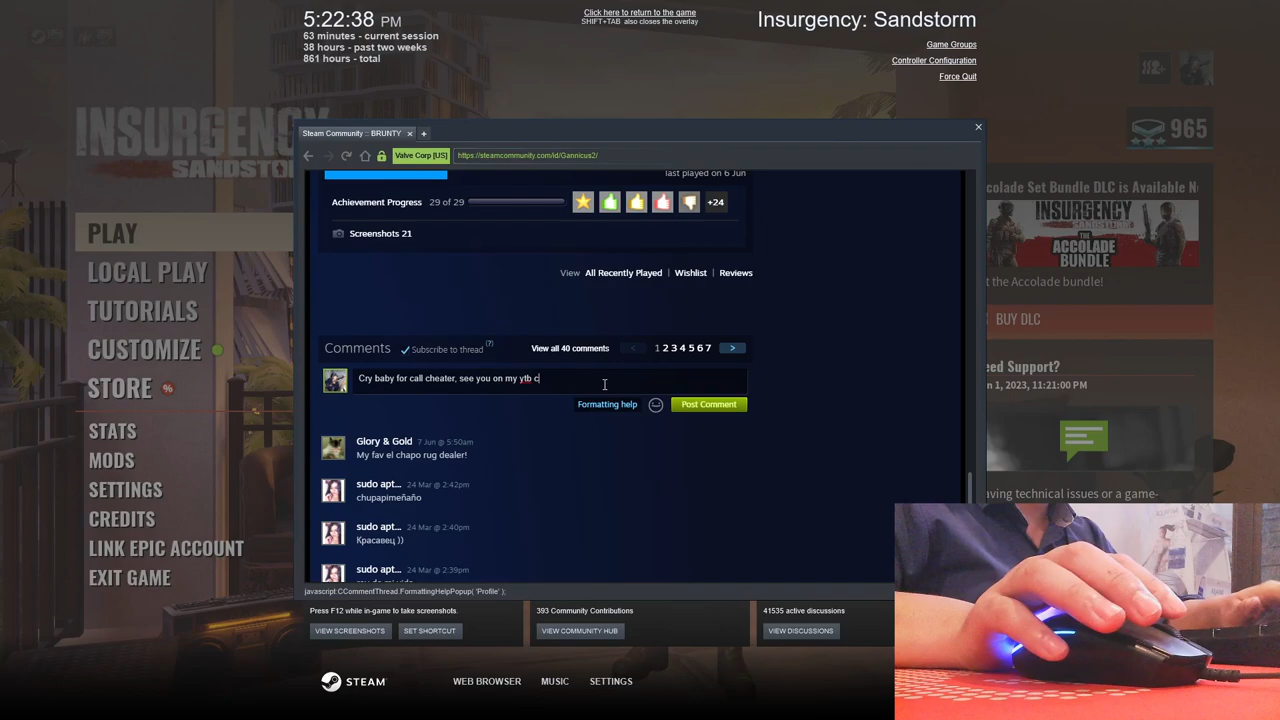 5:22:38 PM
63 minutes - current session
38 hours - past two weeks
861 hours - total
Click here to return to the game
SHIFT+TAB also closes the overlay
Insurgency: Sandstorm
Game Groups
Controller Configuration
Force Quit
INSURGENCY
SANDSTORM
965
PLAY
LOCAL PLAY
TUTORIALS
CUSTOMIZE
STORE
%
STATS
MODS
SETTINGS
CREDITS
LINK EPIC ACCOUNT
EXIT GAME
Steam Community :: BRUNTY
Valve Corp [US]
https://steamcommunity.com/id/Gannicus2/
last played on 6 Jun
Achievement Progress 29 of 29
+24
Screenshots 21
View All Recently Played | Wishlist | Reviews
Comments
Subscribe to thread (?)
View all 40 comments
< 1 2 3 4 5 6 7 >
Cry baby for call cheater, see you on my ytb c
Formatting help
Post Comment
Glory & Gold 7 Jun @ 5:50am
My fav el chapo rug dealer!
sudo apt... 24 Mar @ 2:42pm
chupapimeñaño
sudo apt... 24 Mar @ 2:40pm
Красавец ))
sudo apt... 24 Mar @ 2:39pm
javascript:CCommentThread.FormattingHelpPopup( 'Profile' );
colade Set Bundle DLC is Available N
INSURGENCY
SANDSTORM
THE
ACCOLADE
BUNDLE
t the Accolade bundle!
BUY DLC
eed Support?
n 1, 2023, 11:21:00 PM
aving technical issues or a game-
Press F12 while in-game to take screenshots.
VIEW SCREENSHOTS
SET SHORTCUT
393 Community Contributions
VIEW COMMUNITY HUB
41535 active discussions
VIEW DISCUSSIONS
STEAM
WEB BROWSER
MUSIC
SETTINGS